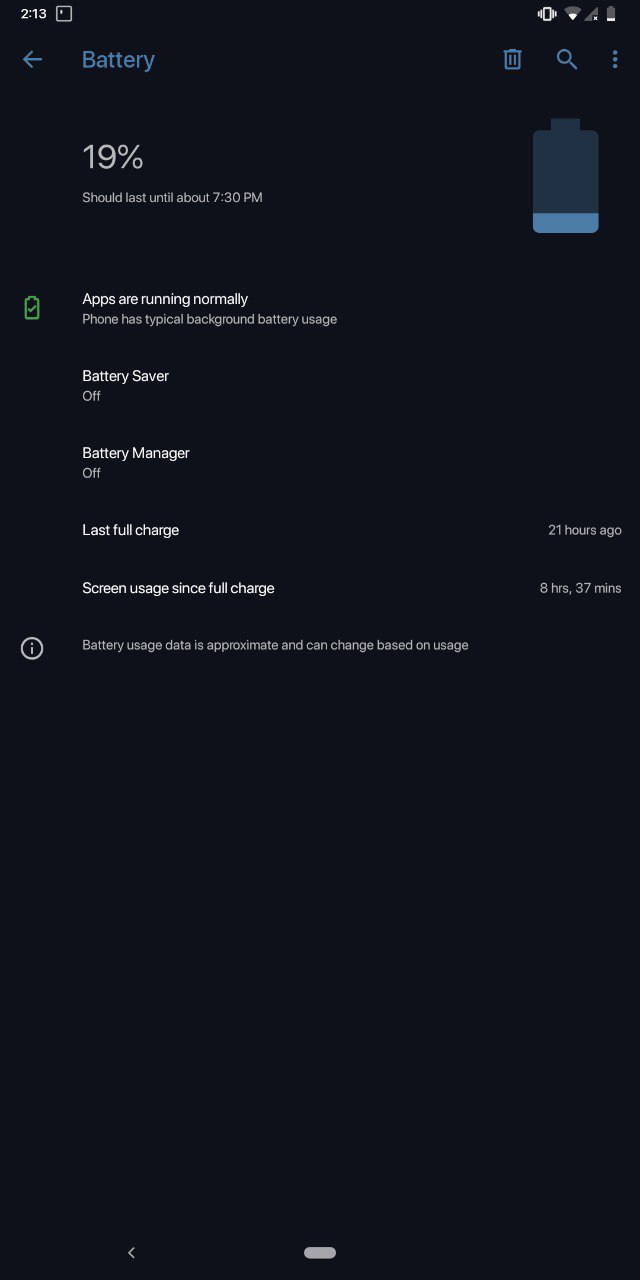 2:13
Battery
19%
Should last until about 7:30 PM
Apps are running normally
Phone has typical background battery usage
Battery Saver
Off
Battery Manager
Off
Last full charge
21 hours ago
Screen usage since full charge
8 hrs, 37 mins
Battery usage data is approximate and can change based on usage